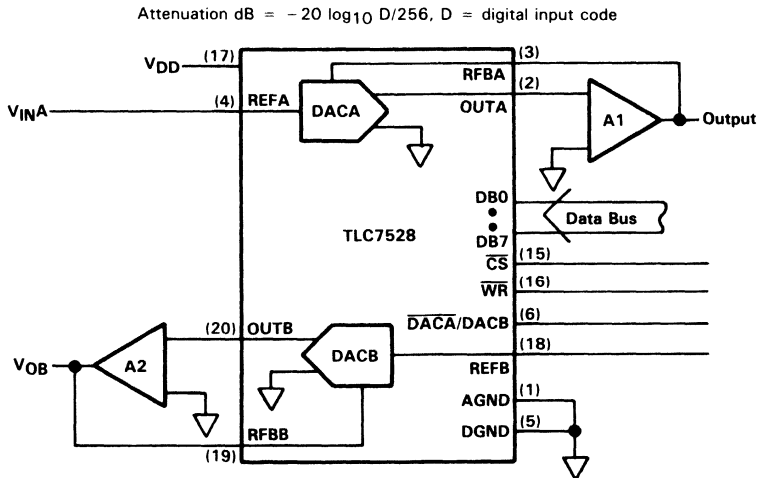 Attenuation dB = −20 log10 D/256, D = digital input code
(17)
VDD
(3)
RFBA
(2)
(4)
VINA
REFA
DACA
OUTA
A1
Output
DB0
Data Bus
TLC7528
DB7
CS
(15)
WR
(16)
DACA/DACB
(6)
(20)
OUTB
(18)
VOB
A2
DACB
REFB
AGND
(1)
RFBB
DGND
(5)
(19)